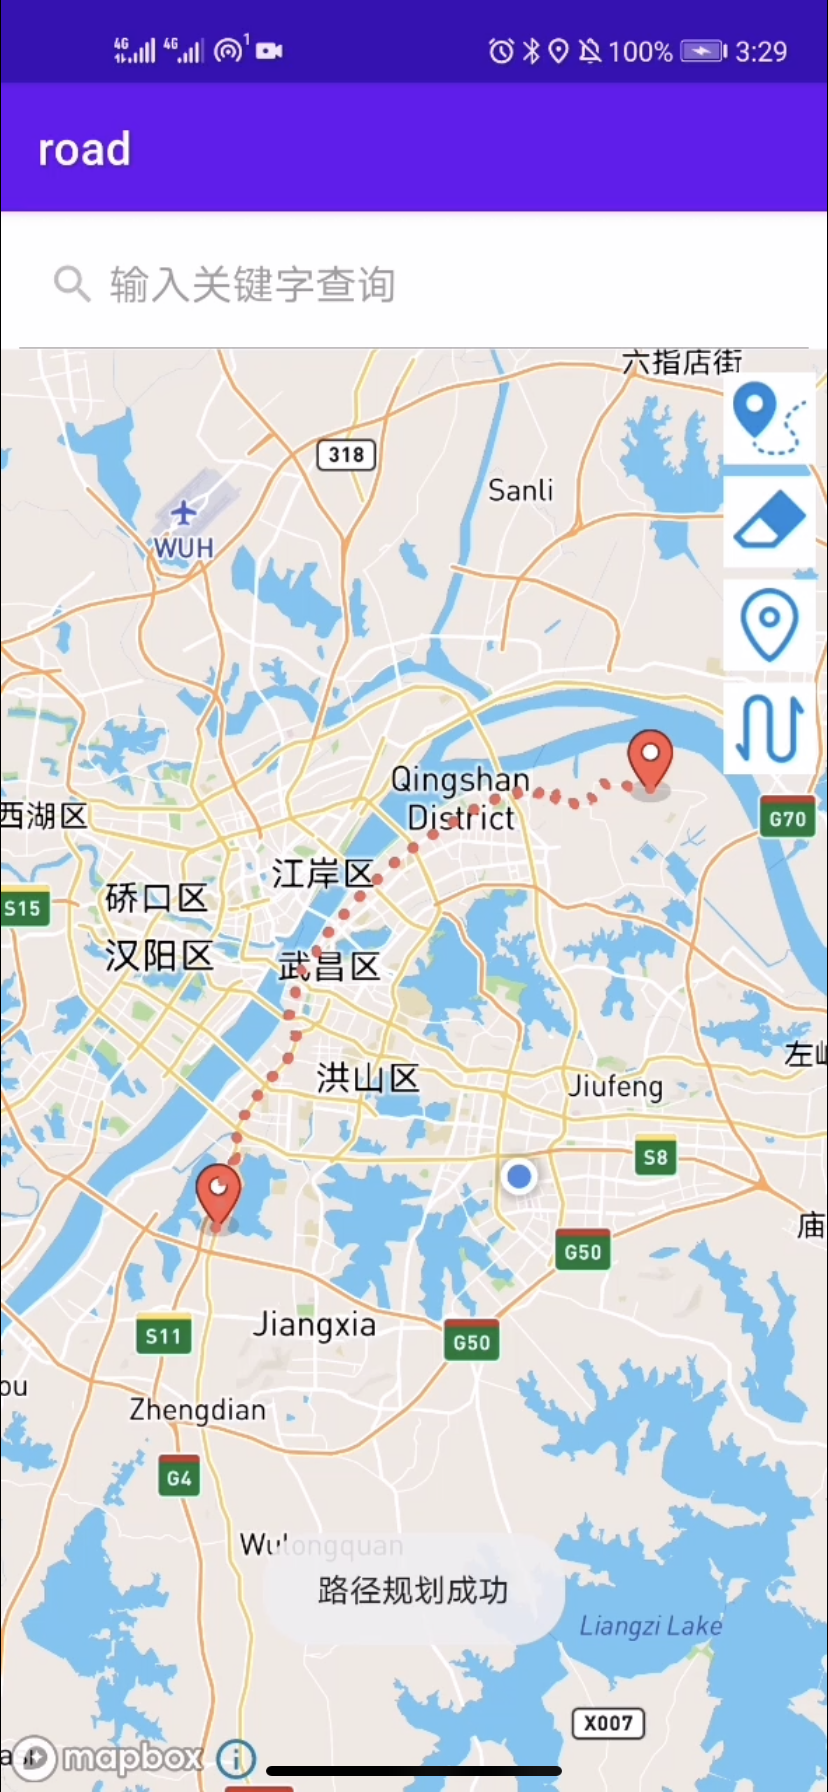 4G 4G 1 100% 3:29
road
输入关键字查询
六指店街
318
Sanli
WUH
Qingshan
District
西湖区
G70
江岸区
硚口区
S15
汉阳区
武昌区
左岭
洪山区
Jiufeng
S8
庙
G50
Jiangxia
S11
G50
ou
Zhengdian
G4
Wulongquan
路径规划成功
Liangzi Lake
X007
mapbox